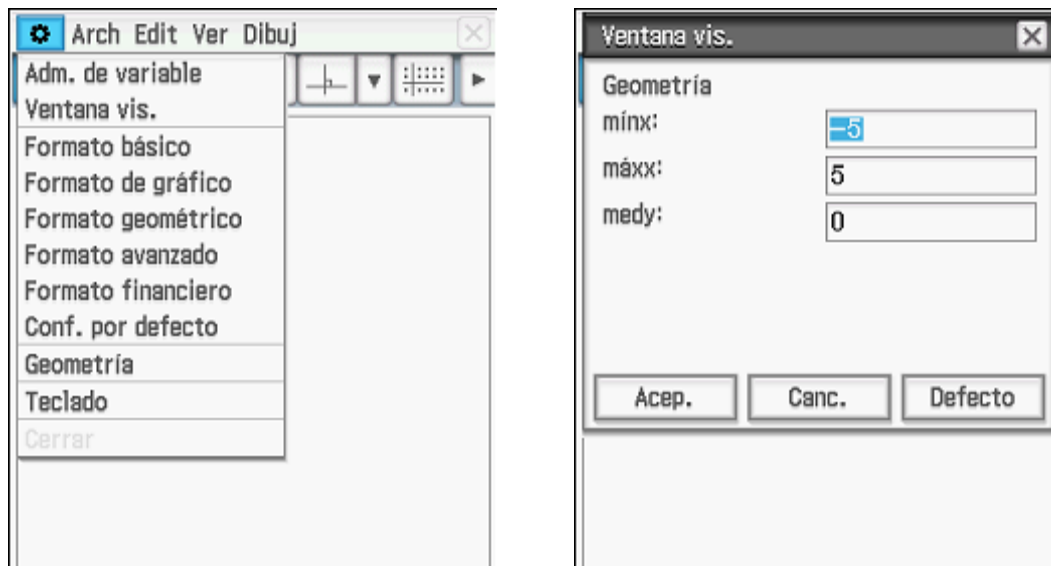 Arch Edit Ver Dibuj
Adm. de variable
Ventana vis.
Formato básico
Formato de gráfico
Formato geométrico
Formato avanzado
Formato financiero
Conf. por defecto
Geometría
Teclado
Cerrar
Ventana vis.
Geometría
mínx: -5
máxx: 5
medy: 0
Acep. Canc. Defecto